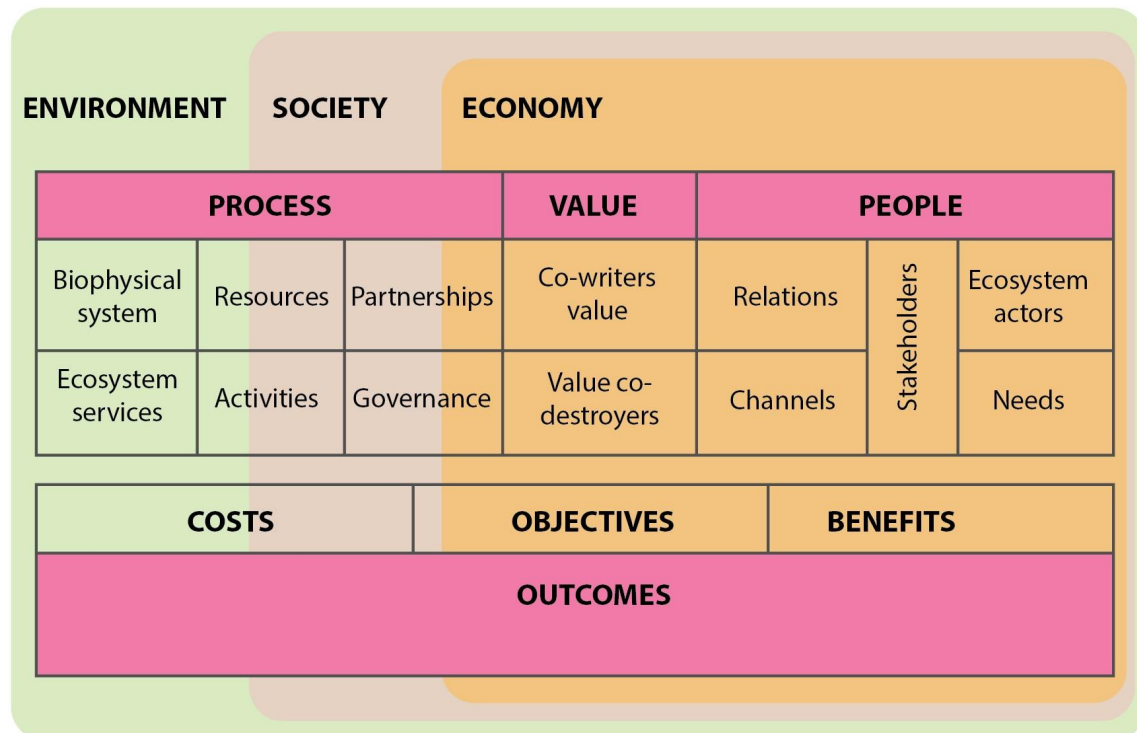 ENVIRONMENT
SOCIETY
ECONOMY
PROCESS
VALUE
PEOPLE
Biophysical
system
Resources
Partnerships
Co-writers
value
Relations
Stakeholders
Ecosystem
actors
Ecosystem
services
Activities
Governance
Value co-
destroyers
Channels
Needs
COSTS
OBJECTIVES
BENEFITS
OUTCOMES